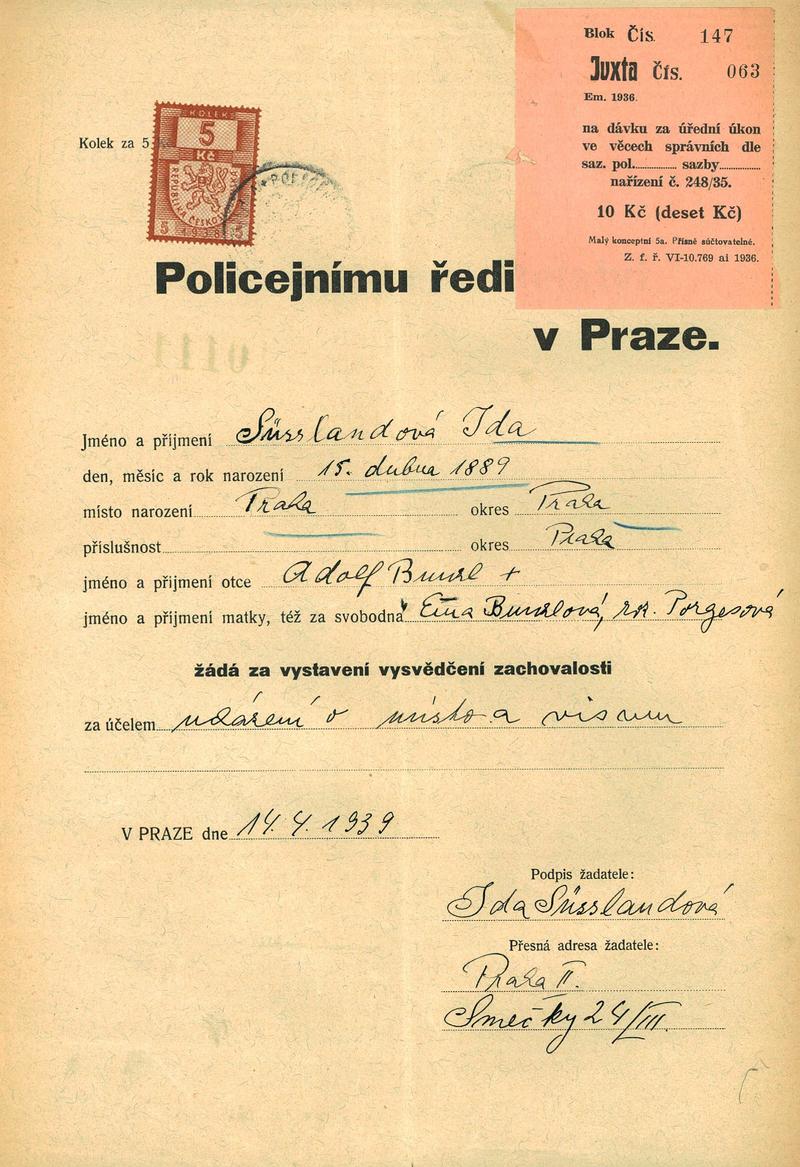 Blok Čís. 147
Juxta čís. 063
Em. 1936.
na dávku za úřední úkon
ve věcech správních dle
saz. pol............ sazby............
nařízení č. 248/35.
10 Kč (deset Kč)
Malý konceptní 5a. Přísně súčtovatelné.
Z. f. ř. VI-10.769 ai 1936.
Kolek za 5
KOLEK
5
Kč
REPUBLIKA ČESKOSL
5 1938 5
Policejnímu ředi
v Praze.
Jméno a příjmení Süsslandová Ida
den, měsíc a rok narození 15. dubna 1889
místo narození Praha okres Praha
příslušnost okres Praha
jméno a příjmení otce Adolf +
jméno a příjmení matky, též za svobodna roz. Porgesová
žádá za vystavení vysvědčení zachovalosti
za účelem o místo a visum
V PRAZE dne 14. 4. 1939
Podpis žadatele:
Ida Süsslandová
Přesná adresa žadatele:
Praha II.
Smečky 24/III.